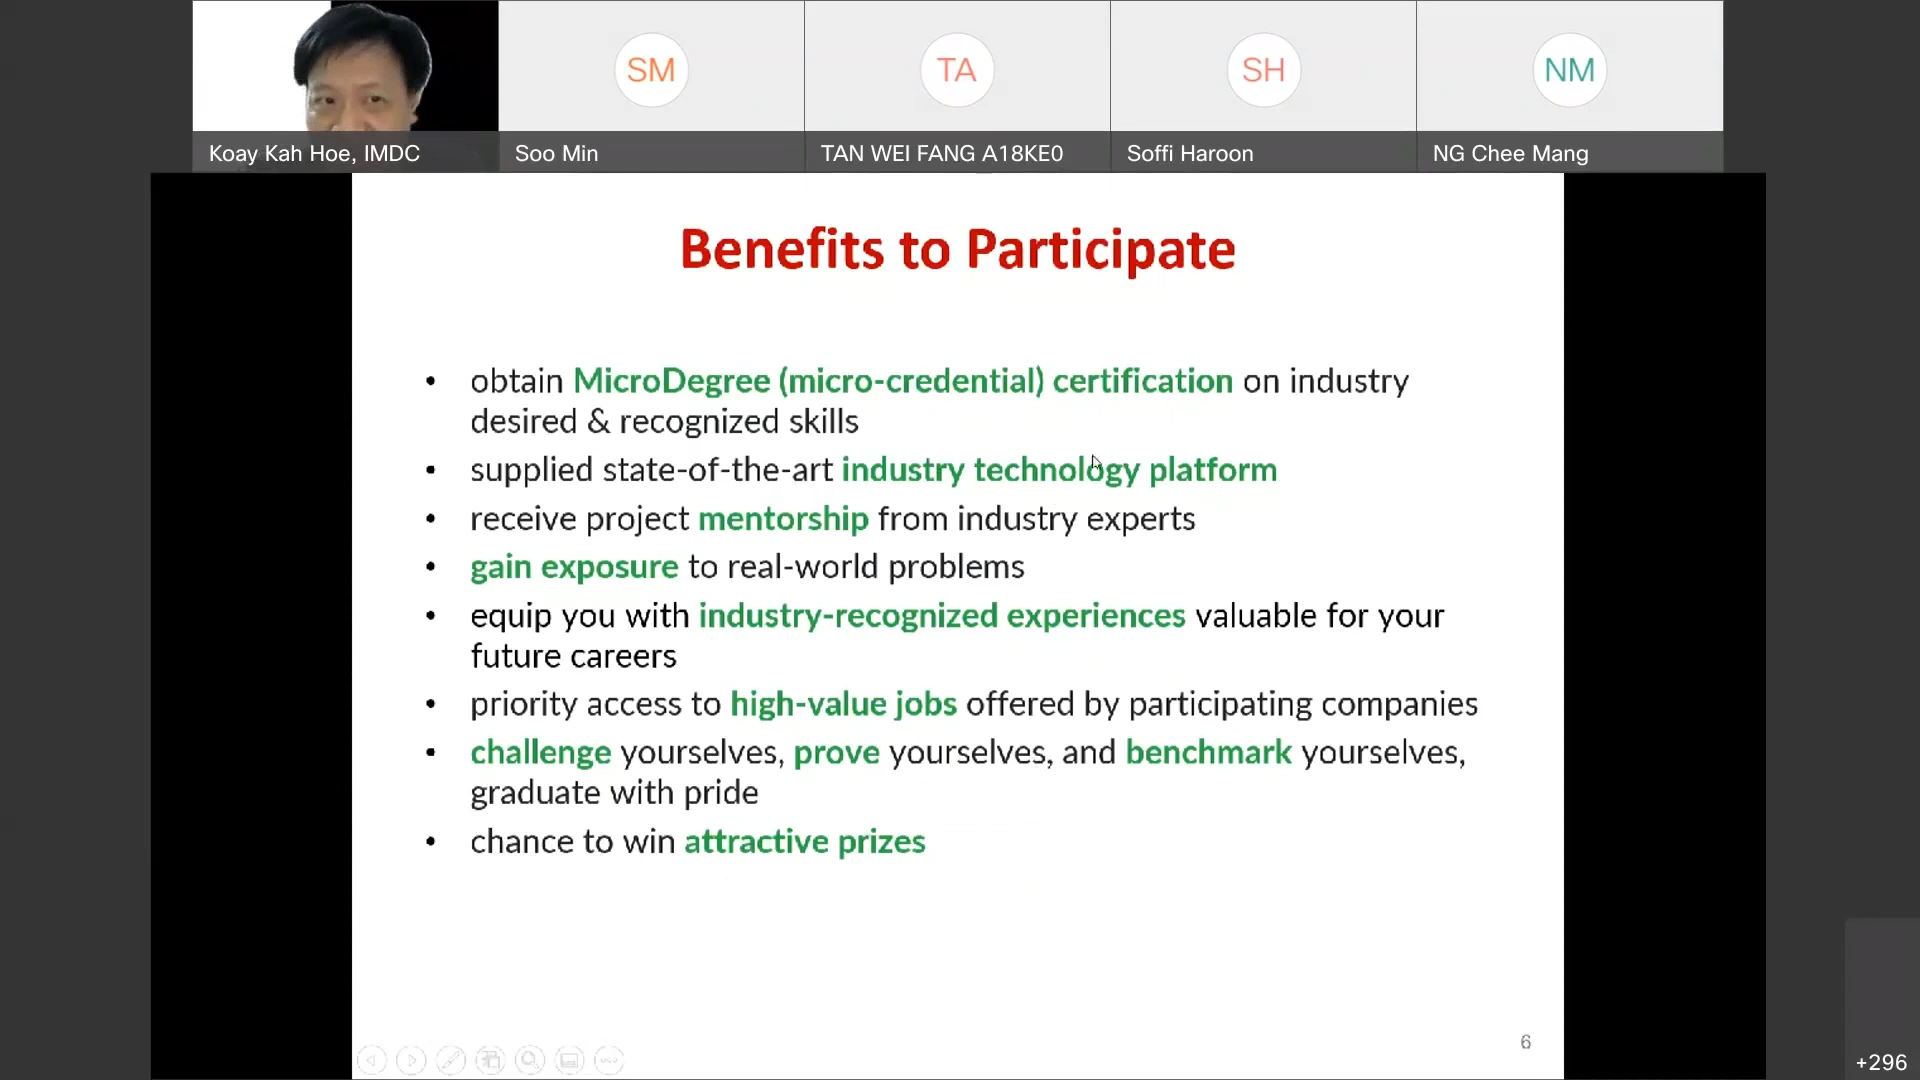 SM
TA
SH
NM
Koay Kah Hoe, IMDC
Soo Min
TAN WEI FANG A18KE0
Soffi Haroon
NG Chee Mang
Benefits to Participate
• obtain MicroDegree (micro-credential) certification on industry
desired & recognized skills
• supplied state-of-the-art industry technology platform
• receive project mentorship from industry experts
• gain exposure to real-world problems
• equip you with industry-recognized experiences valuable for your
future careers
• priority access to high-value jobs offered by participating companies
• challenge yourselves, prove yourselves, and benchmark yourselves,
graduate with pride
• chance to win attractive prizes
6
+296